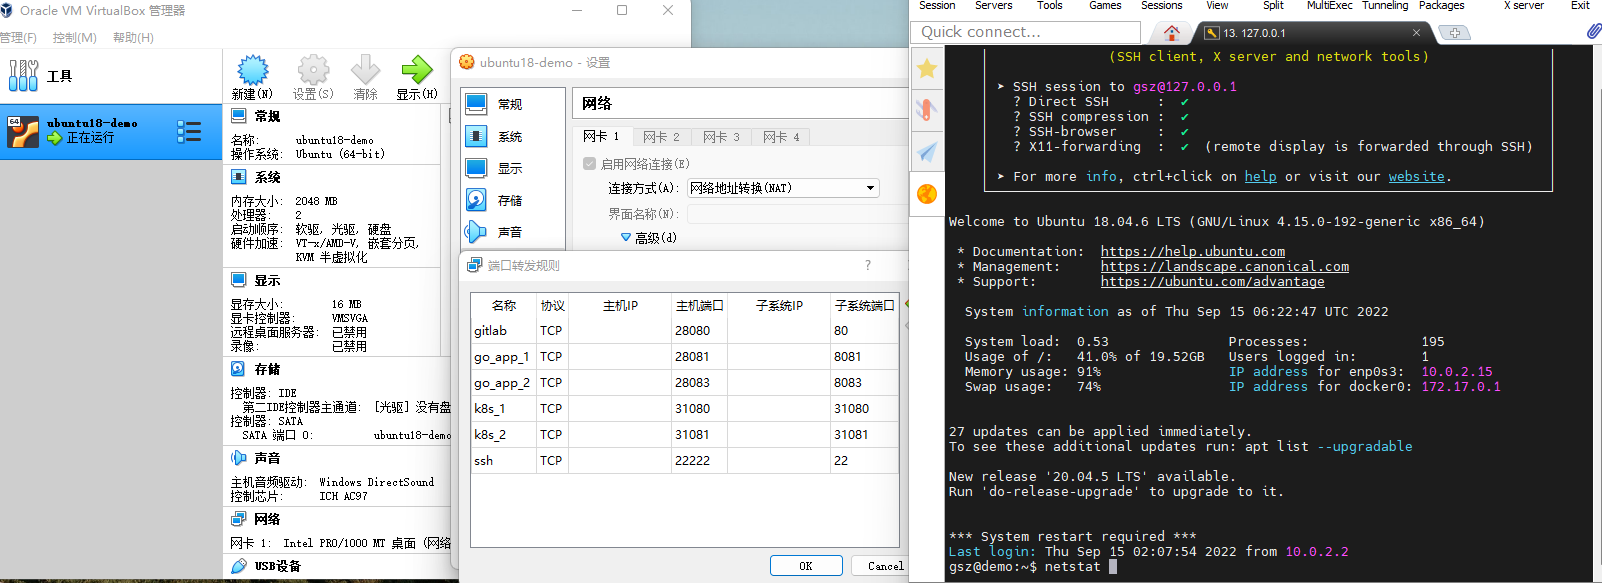 Oracle VM VirtualBox 管理器
管理(F) 控制(M) 帮助(H)
工具
新建(N) 设置(S) 清除 显示(H)
64
ubuntu18-demo
正在运行
常规
名称: ubuntu18-demo
操作系统: Ubuntu (64-bit)
系统
内存大小: 2048 MB
处理器: 2
启动顺序: 软驱, 光驱, 硬盘
硬件加速: VT-x/AMD-V, 嵌套分页,
KVM 半虚拟化
显示
显存大小: 16 MB
显卡控制器: VMSVGA
远程桌面服务器: 已禁用
录像: 已禁用
存储
控制器: IDE
第二IDE控制器主通道: [光驱] 没有盘
控制器: SATA
SATA 端口 0: ubuntu18-demo
声音
主机音频驱动: Windows DirectSound
控制芯片: ICH AC97
网络
网卡 1: Intel PRO/1000 MT 桌面 (网络
USB设备
ubuntu18-demo - 设置
常规
系统
显示
存储
声音
网络
网卡 1 网卡 2 网卡 3 网卡 4
启用网络连接(E)
连接方式(A): 网络地址转换(NAT)
界面名称(N):
高级(d)
端口转发规则 ?
名称 协议 主机IP 主机端口 子系统IP 子系统端口
gitlab TCP 28080 80
go_app_1 TCP 28081 8081
go_app_2 TCP 28083 8083
k8s_1 TCP 31080 31080
k8s_2 TCP 31081 31081
ssh TCP 22222 22
OK Cancel
Session Servers Tools Games Sessions View Split MultiExec Tunneling Packages X server Exit
Quick connect...
13. 127.0.0.1
(SSH client, X server and network tools)
➤ SSH session to gsz@127.0.0.1
? Direct SSH : ✔
? SSH compression : ✔
? SSH-browser : ✔
? X11-forwarding : ✔ (remote display is forwarded through SSH)
➤ For more info, ctrl+click on help or visit our website.
Welcome to Ubuntu 18.04.6 LTS (GNU/Linux 4.15.0-192-generic x86_64)
* Documentation: https://help.ubuntu.com
* Management: https://landscape.canonical.com
* Support: https://ubuntu.com/advantage
System information as of Thu Sep 15 06:22:47 UTC 2022
System load: 0.53 Processes: 195
Usage of /: 41.0% of 19.52GB Users logged in: 1
Memory usage: 91% IP address for enp0s3: 10.0.2.15
Swap usage: 74% IP address for docker0: 172.17.0.1
27 updates can be applied immediately.
To see these additional updates run: apt list --upgradable
New release '20.04.5 LTS' available.
Run 'do-release-upgrade' to upgrade to it.
*** System restart required ***
Last login: Thu Sep 15 02:07:54 2022 from 10.0.2.2
gsz@demo:~$ netstat